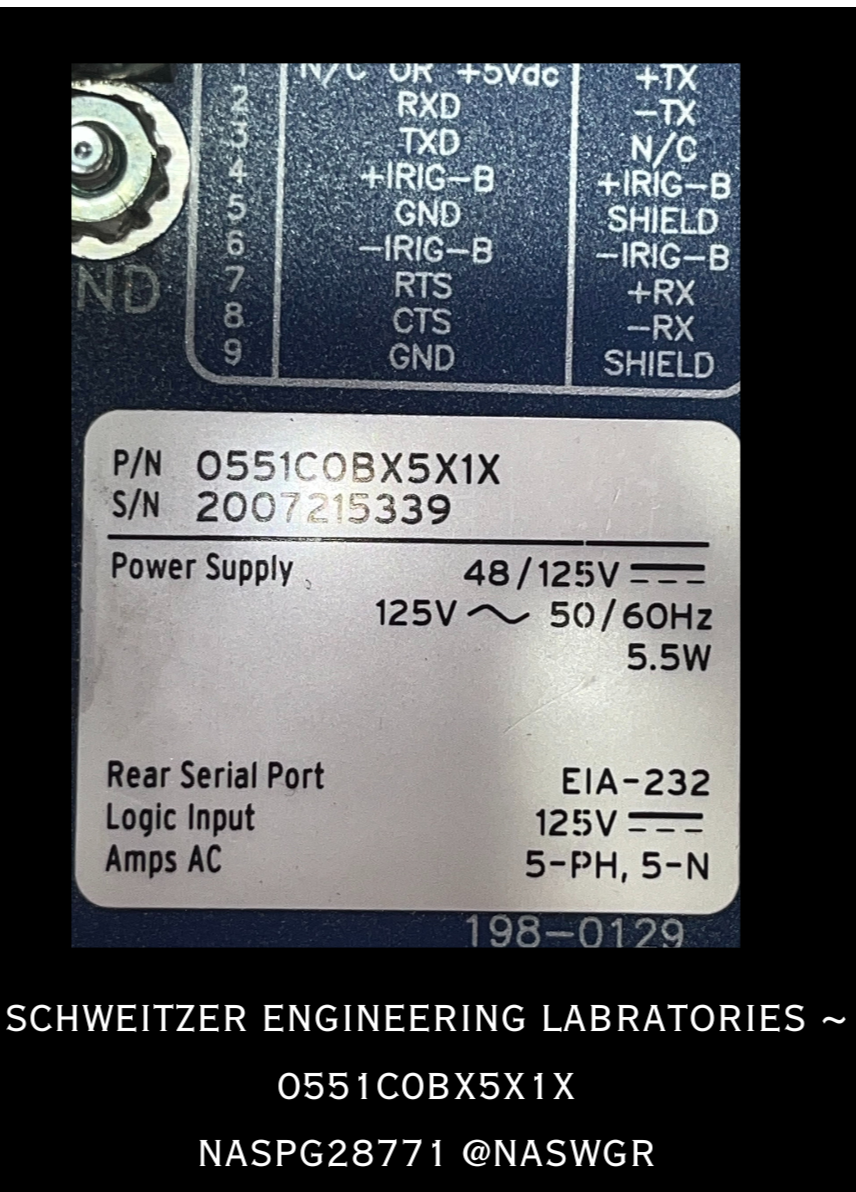 1 N/C OR +5Vdc +TX
2 RXD -TX
3 TXD N/C
4 +IRIG-B +IRIG-B
5 GND SHIELD
6 -IRIG-B -IRIG-B
7 RTS +RX
8 CTS -RX
9 GND SHIELD
ND
P/N 0551C0BX5X1X
S/N 2007215339
Power Supply 48/125V ⎓
125V ∿ 50/60Hz
5.5W
Rear Serial Port EIA-232
Logic Input 125V ⎓
Amps AC 5-PH, 5-N
198-0129
SCHWEITZER ENGINEERING LABRATORIES ~
0551C0BX5X1X
NASPG28771 @NASWGR